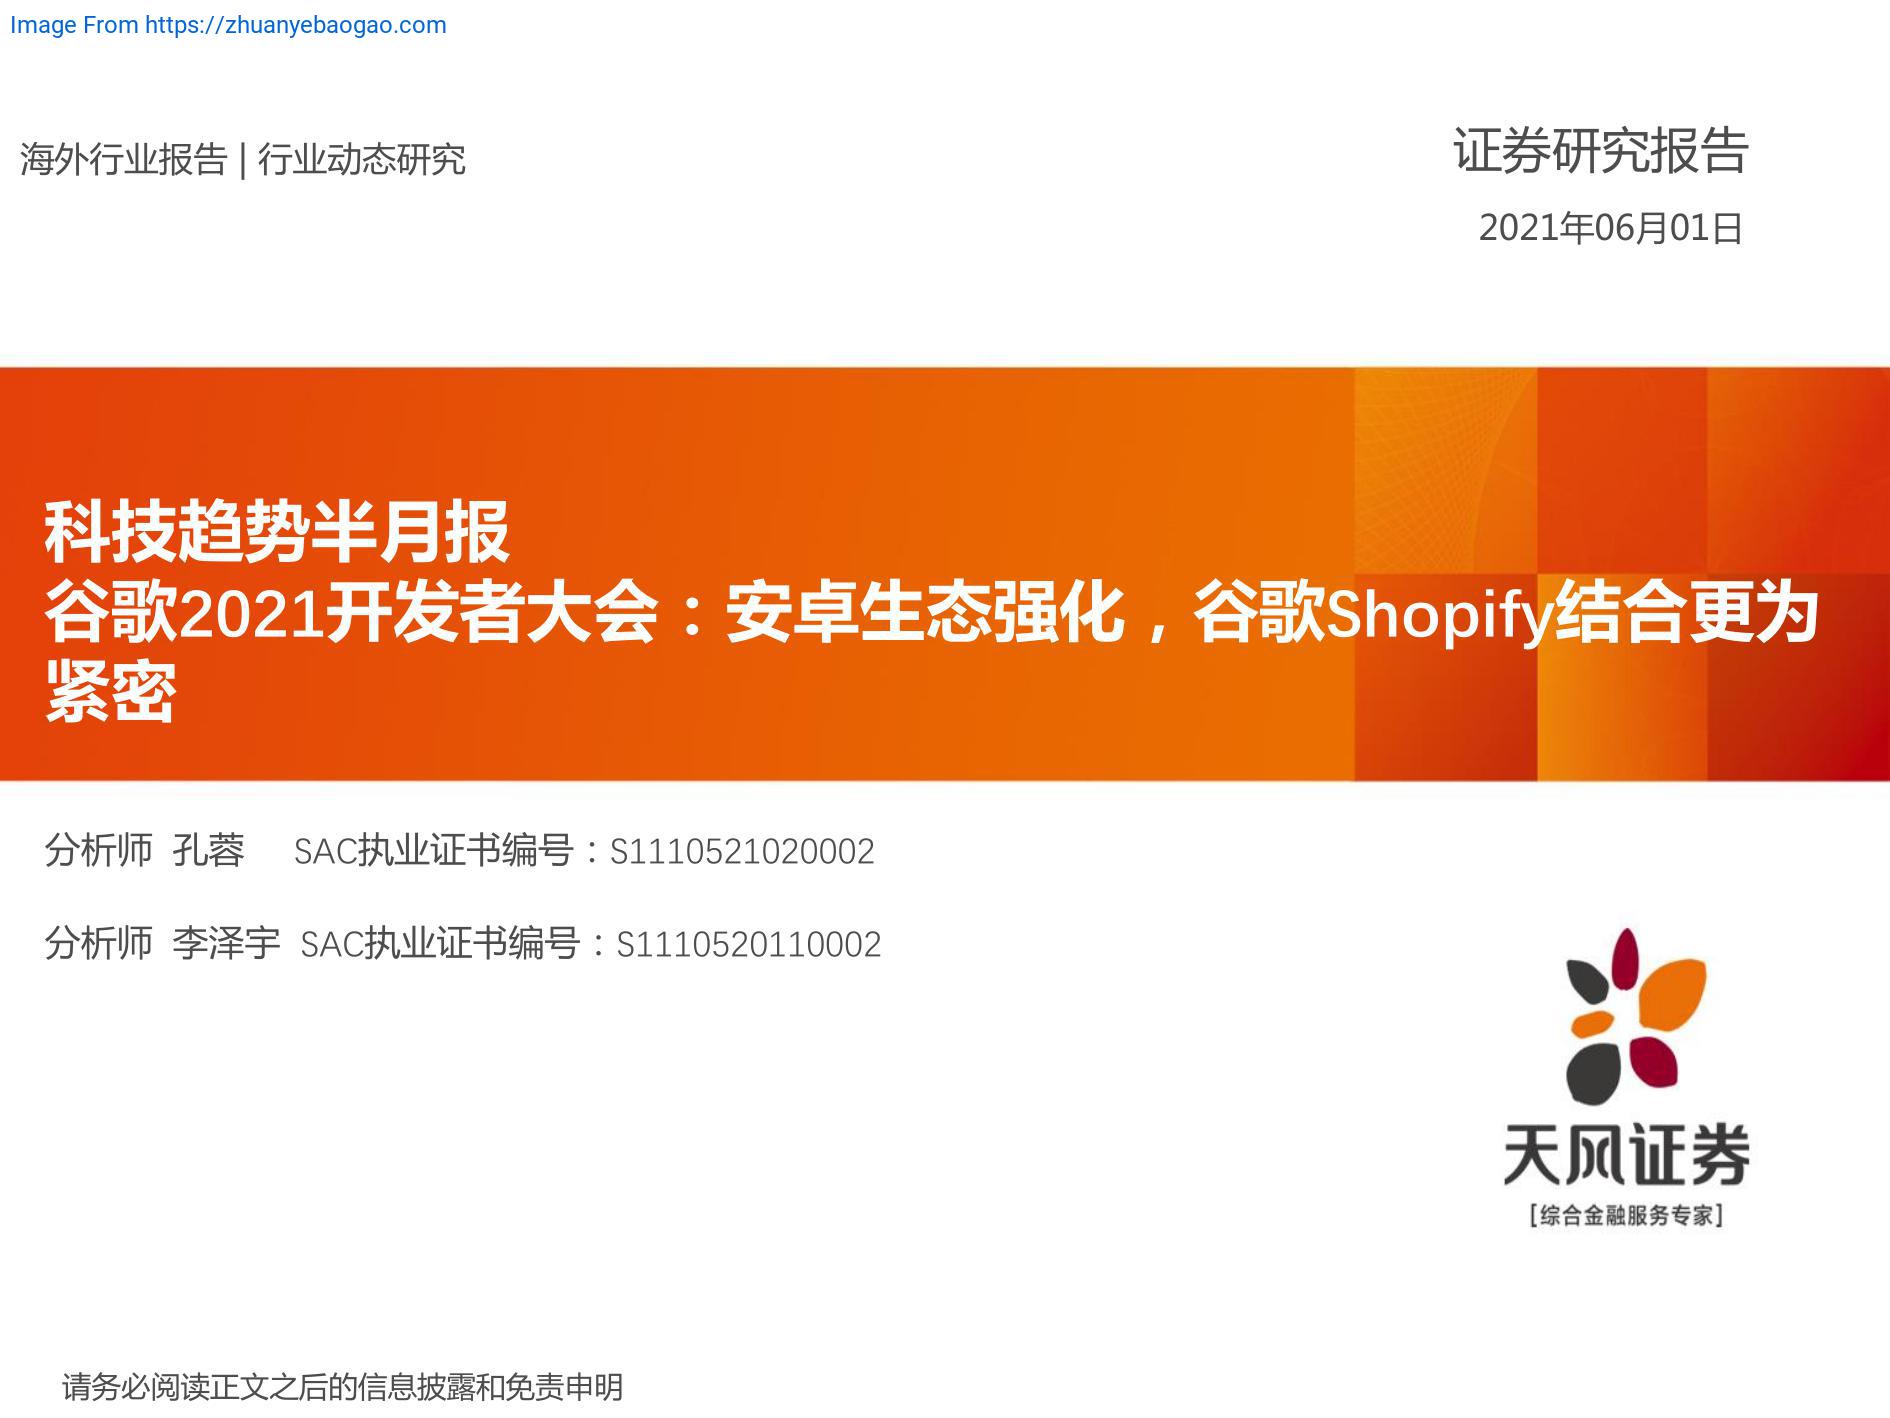 Image From https://zhuanyebaogao.com
海外行业报告 | 行业动态研究
证券研究报告
2021年06月01日
科技趋势半月报
谷歌2021开发者大会：安卓生态强化，谷歌Shopify结合更为
紧密
分析师 孔蓉 SAC执业证书编号：S1110521020002
分析师 李泽宇 SAC执业证书编号：S1110520110002
天风证券
[综合金融服务专家]
请务必阅读正文之后的信息披露和免责申明